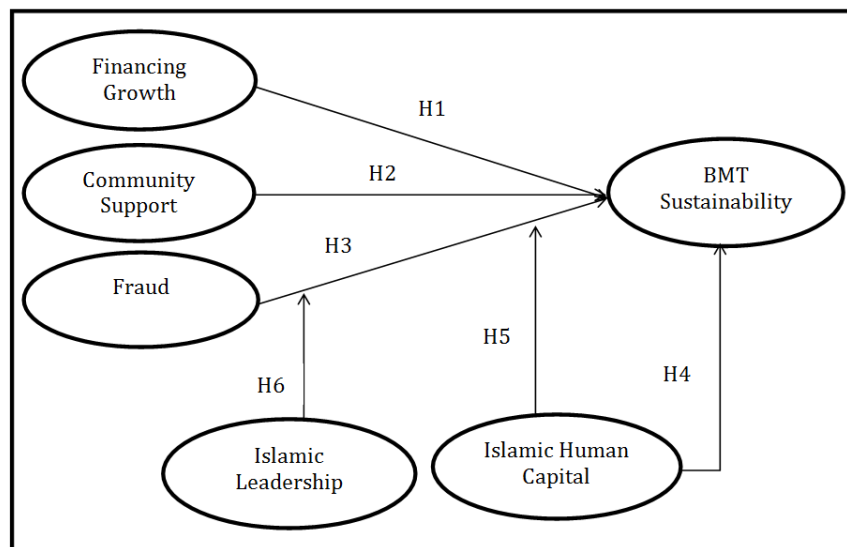 Financing
Growth
H1
Community
Support
H2
BMT
Sustainability
Fraud
H3
H5
H4
H6
Islamic
Leadership
Islamic Human
Capital